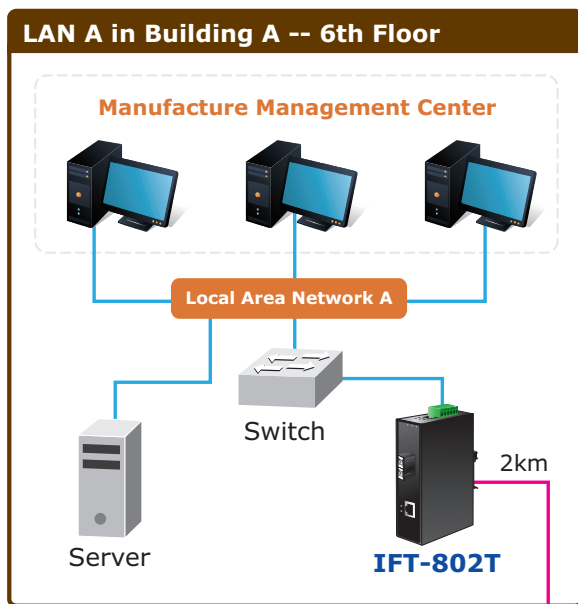 LAN A in Building A -- 6th Floor
Manufacture Management Center
Local Area Network A
Switch
2km
Server
IFT-802T